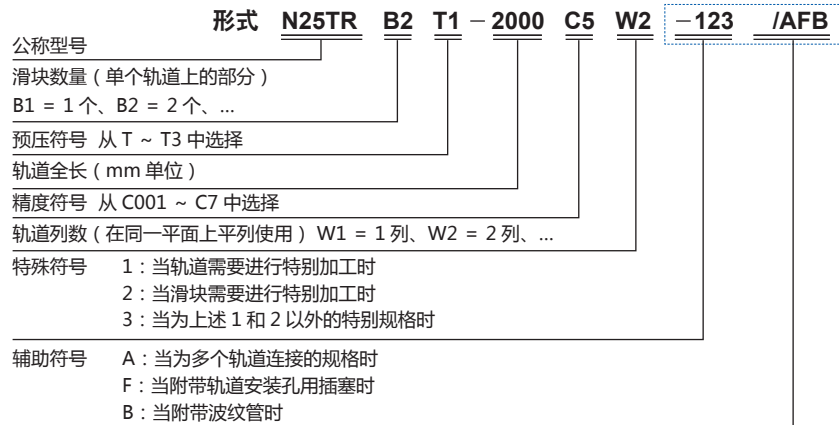 形式 N25TR B2 T1－2000 C5 W2 －123 /AFB
公称型号
滑块数量（单个轨道上的部分）
B1 = 1 个、B2 = 2 个、...
预压符号 从 T ~ T3 中选择
轨道全长（mm 单位）
精度符号 从 C001 ~ C7 中选择
轨道列数（在同一平面上平列使用）W1 = 1 列、W2 = 2 列、...
特殊符号 1：当轨道需要进行特别加工时
2：当滑块需要进行特别加工时
3：当为上述 1 和 2 以外的特别规格时
辅助符号 A：当为多个轨道连接的规格时
F：当附带轨道安装孔用插塞时
B：当附带波纹管时